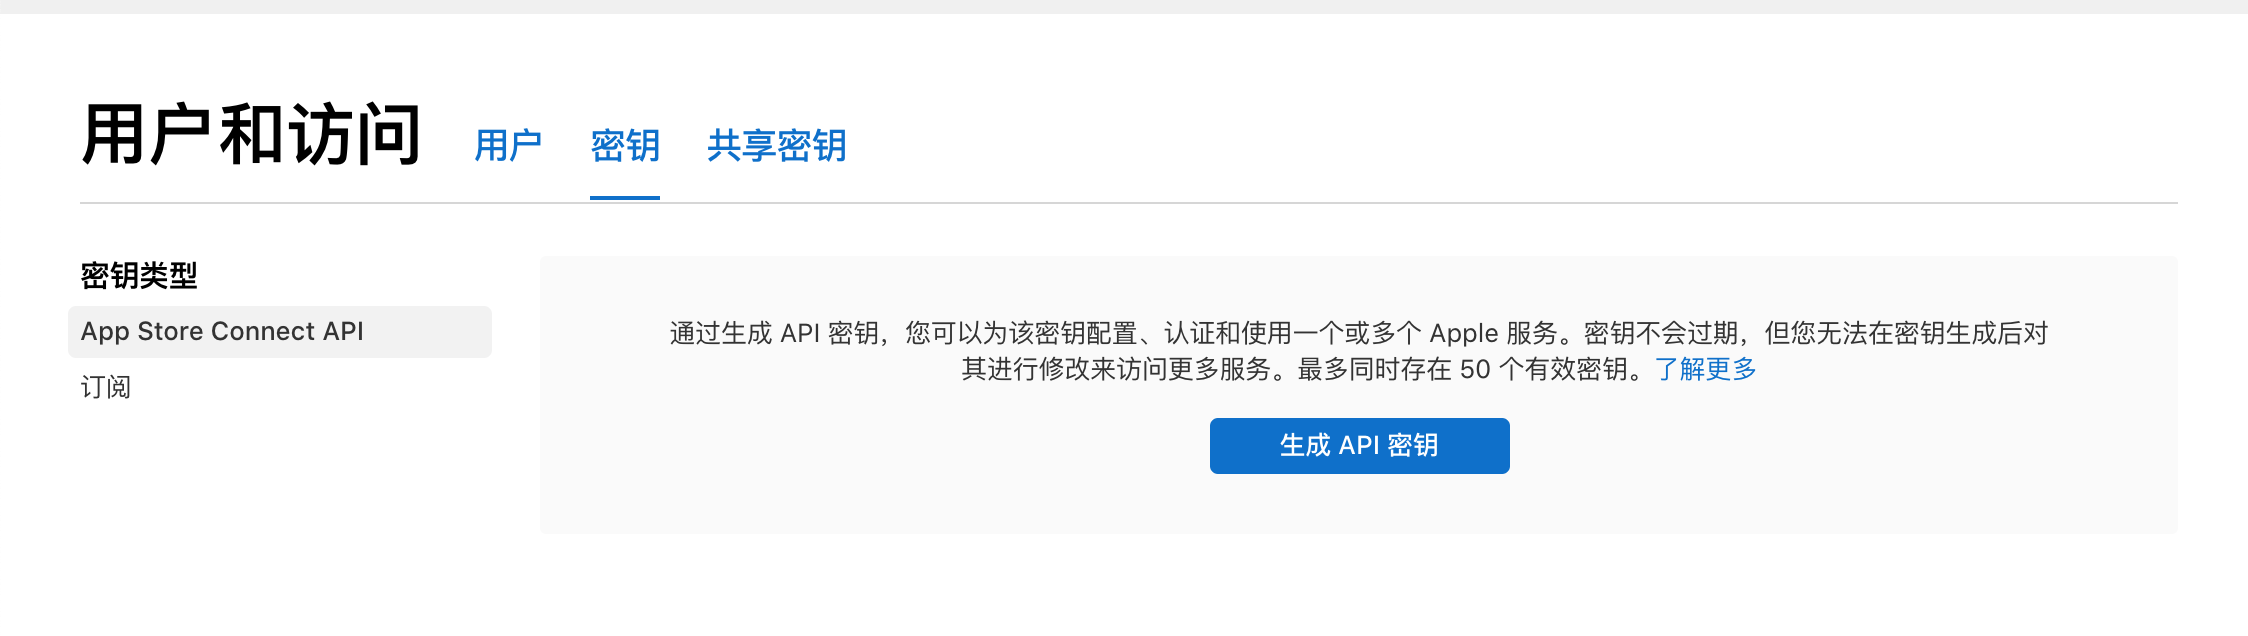 用户和访问 用户 密钥 共享密钥
密钥类型
App Store Connect API
订阅
通过生成 API 密钥，您可以为该密钥配置、认证和使用一个或多个 Apple 服务。密钥不会过期，但您无法在密钥生成后对
其进行修改来访问更多服务。最多同时存在 50 个有效密钥。了解更多
生成 API 密钥